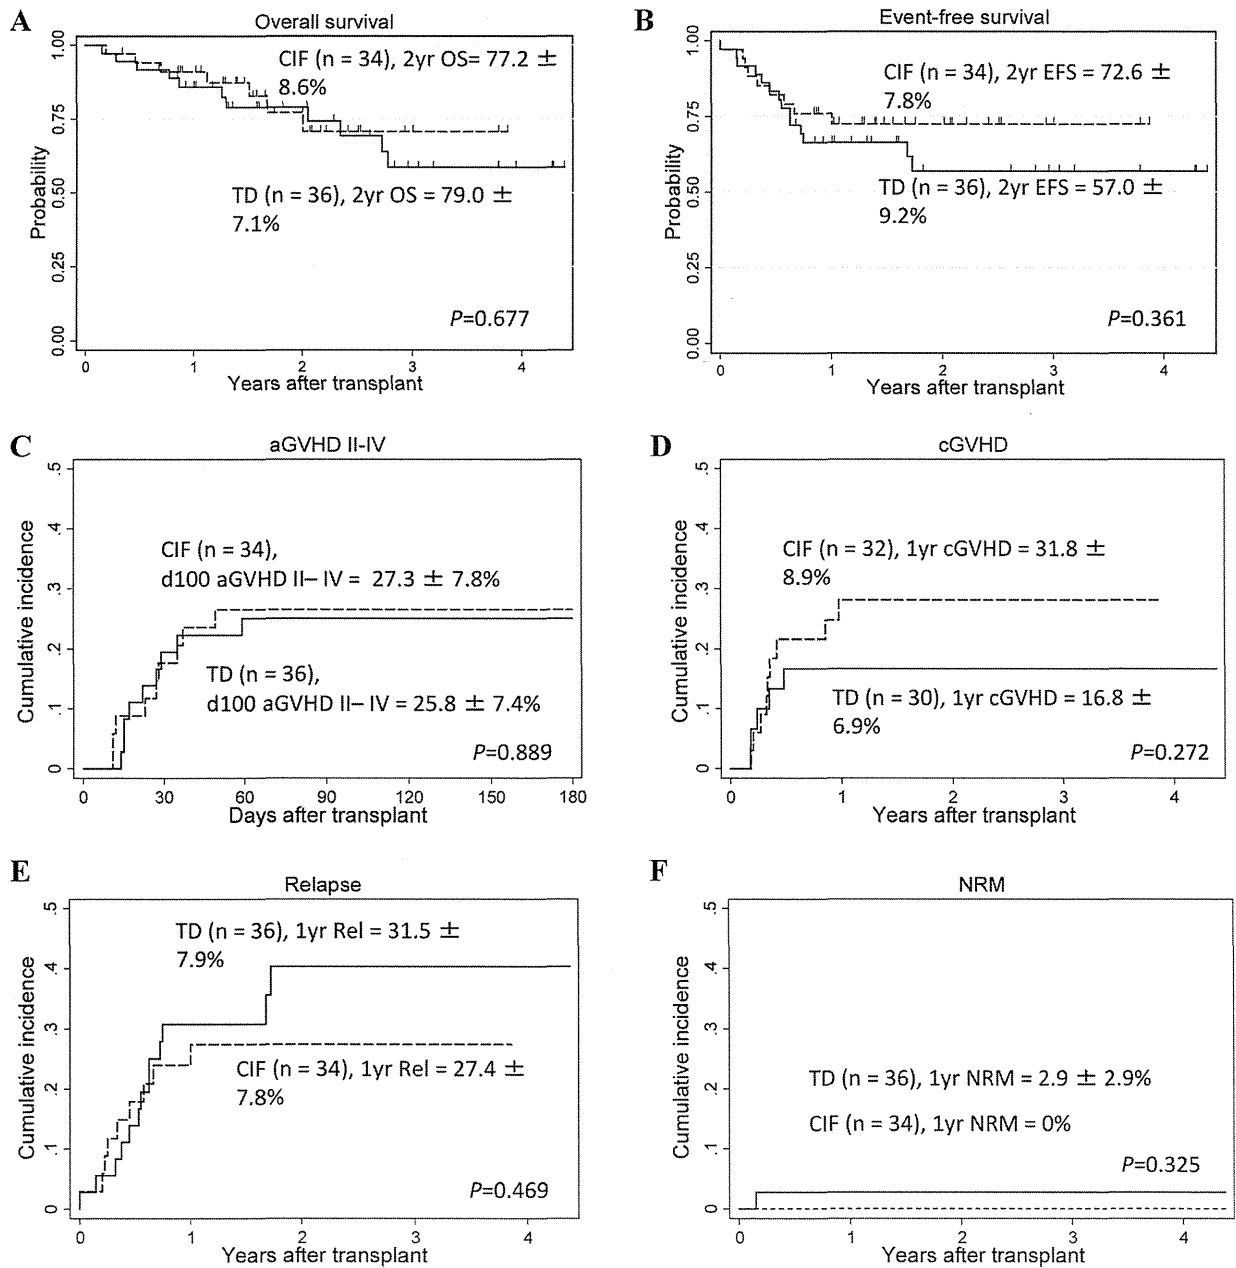 A
Overall survival
CIF (n = 34), 2yr OS= 77.2 ±
8.6%
TD (n = 36), 2yr OS = 79.0 ±
7.1%
P=0.677
Probability
0.00
0.25
0.50
0.75
1.00
0 1 2 3 4
Years after transplant
B
Event-free survival
CIF (n = 34), 2yr EFS = 72.6 ±
7.8%
TD (n = 36), 2yr EFS = 57.0 ±
9.2%
P=0.361
Probability
0.00
0.25
0.50
0.75
1.00
0 1 2 3 4
Years after transplant
C
aGVHD II-IV
CIF (n = 34),
d100 aGVHD II– IV = 27.3 ± 7.8%
TD (n = 36),
d100 aGVHD II– IV = 25.8 ± 7.4%
P=0.889
Cumulative incidence
0
.1
.2
.3
.4
.5
0 30 60 90 120 150 180
Days after transplant
D
cGVHD
CIF (n = 32), 1yr cGVHD = 31.8 ±
8.9%
TD (n = 30), 1yr cGVHD = 16.8 ±
6.9%
P=0.272
Cumulative incidence
0
.1
.2
.3
.4
.5
0 1 2 3 4
Years after transplant
E
Relapse
TD (n = 36), 1yr Rel = 31.5 ±
7.9%
CIF (n = 34), 1yr Rel = 27.4 ±
7.8%
P=0.469
Cumulative incidence
0
.1
.2
.3
.4
.5
0 1 2 3 4
Years after transplant
F
NRM
TD (n = 36), 1yr NRM = 2.9 ± 2.9%
CIF (n = 34), 1yr NRM = 0%
P=0.325
Cumulative incidence
0
.1
.2
.3
.4
.5
0 1 2 3 4
Years after transplant